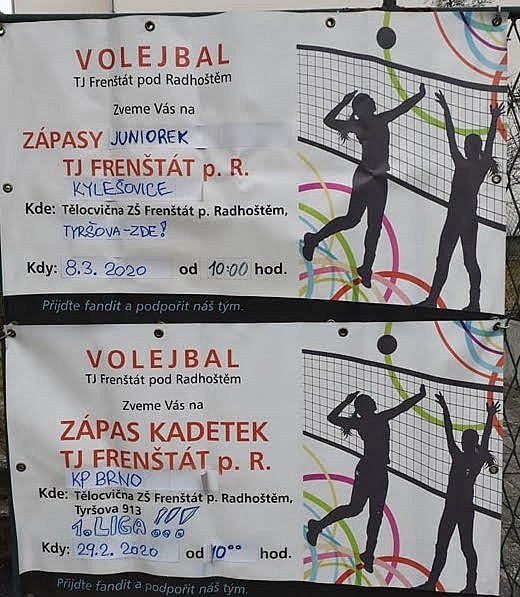 VOLEJBAL
TJ Frenštát pod Radhoštěm
Zveme Vás na
ZÁPASY JUNIOREK
TJ FRENŠTÁT p. R.
KYLEŠOVICE
Kde: Tělocvična ZŠ Frenštát p. Radhoštěm,
TYRŠOVA-ZDE!
Kdy: 8.3. 2020 od 10:00 hod.
Přijďte fandit a podpořit náš tým.
VOLEJBAL
TJ Frenštát pod Radhoštěm
Zveme Vás na
ZÁPAS KADETEK
TJ FRENŠTÁT p. R.
KP BRNO
Kde: Tělocvična ZŠ Frenštát p. Radhoštěm,
Tyršova 913
1. LIGA!!!
Kdy: 29.2. 2020 od 10⁰⁰ hod.
Přijďte fandit a podpořit náš tým.